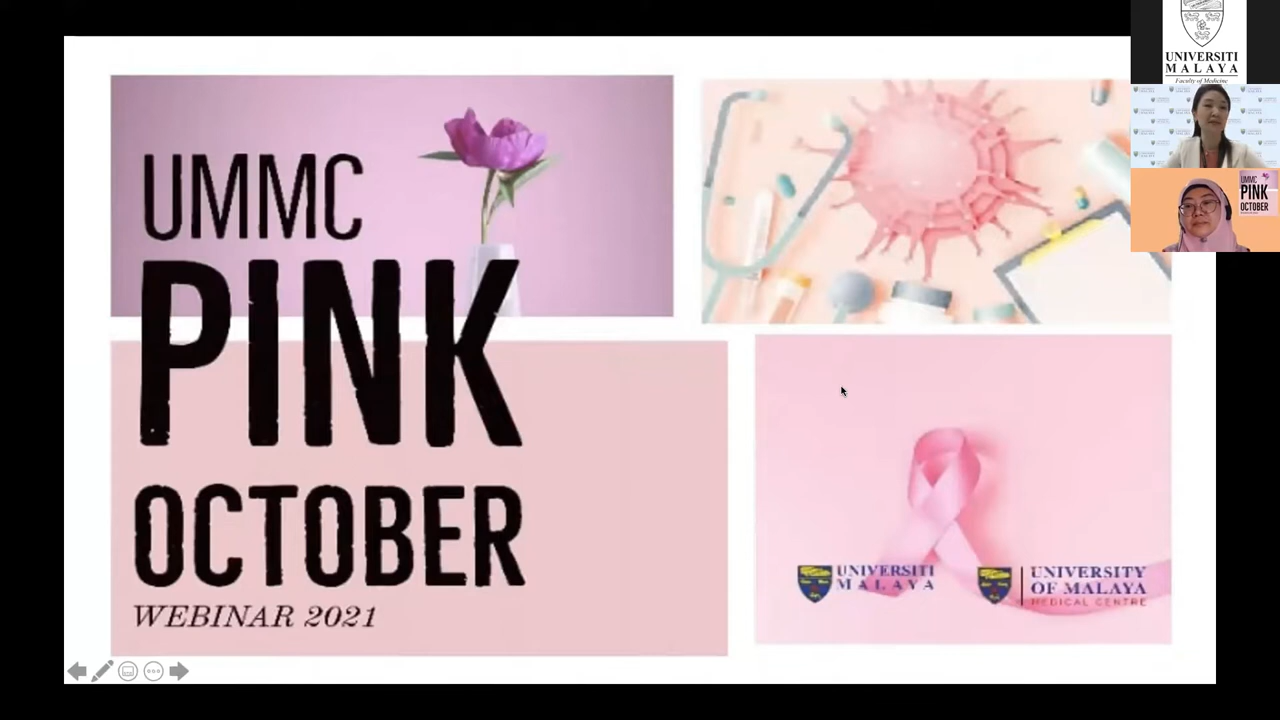 UMMC
PINK
OCTOBER
WEBINAR 2021
UNIVERSITI
MALAYA
UNIVERSITY
OF MALAYA
MEDICAL CENTRE
UNIVERSITI
MALAYA
Faculty of Medicine
UMMC
PINK
OCTOBER